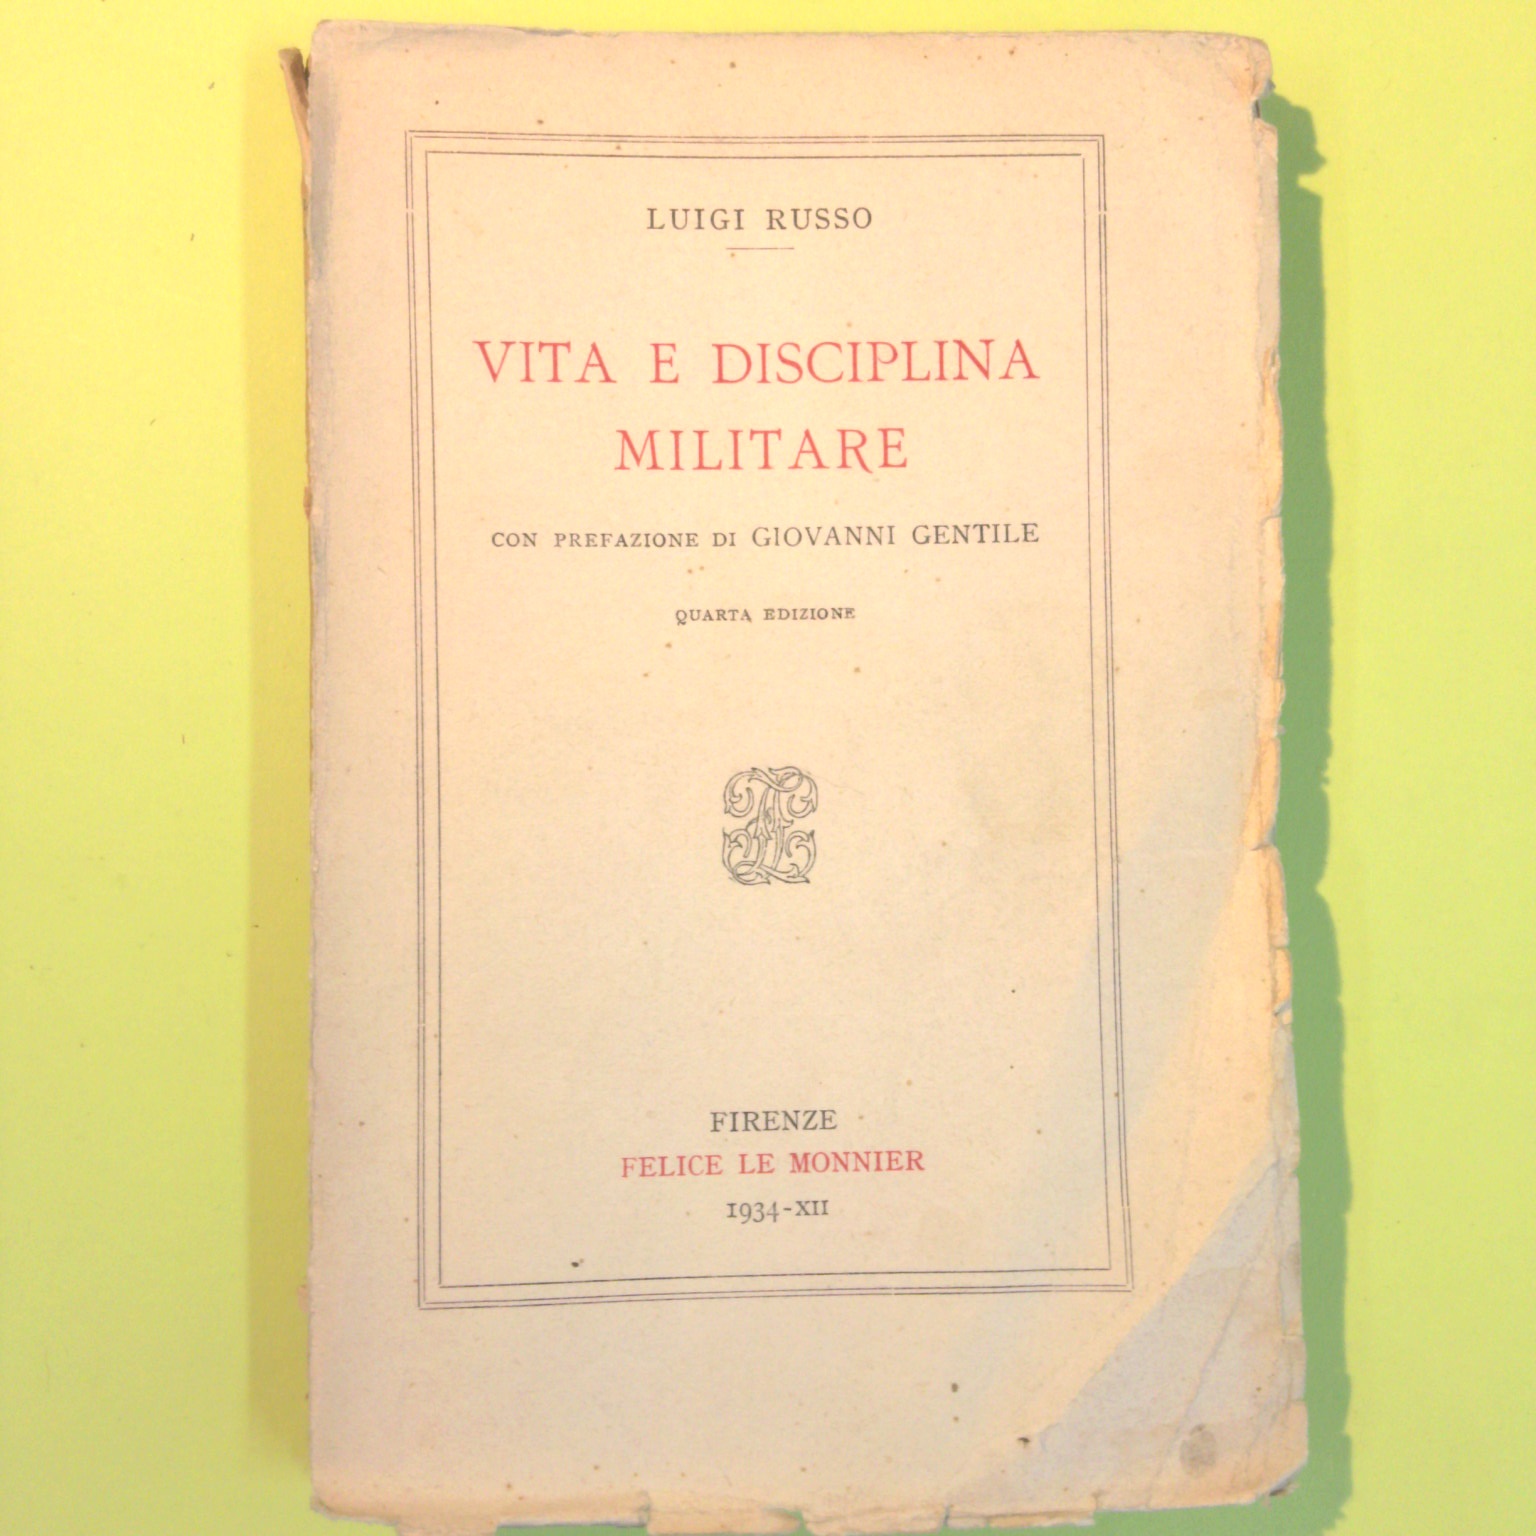 LUIGI RUSSO
VITA E DISCIPLINA
MILITARE
CON PREFAZIONE DI GIOVANNI GENTILE
QUARTA EDIZIONE
FIRENZE
FELICE LE MONNIER
1934-XII